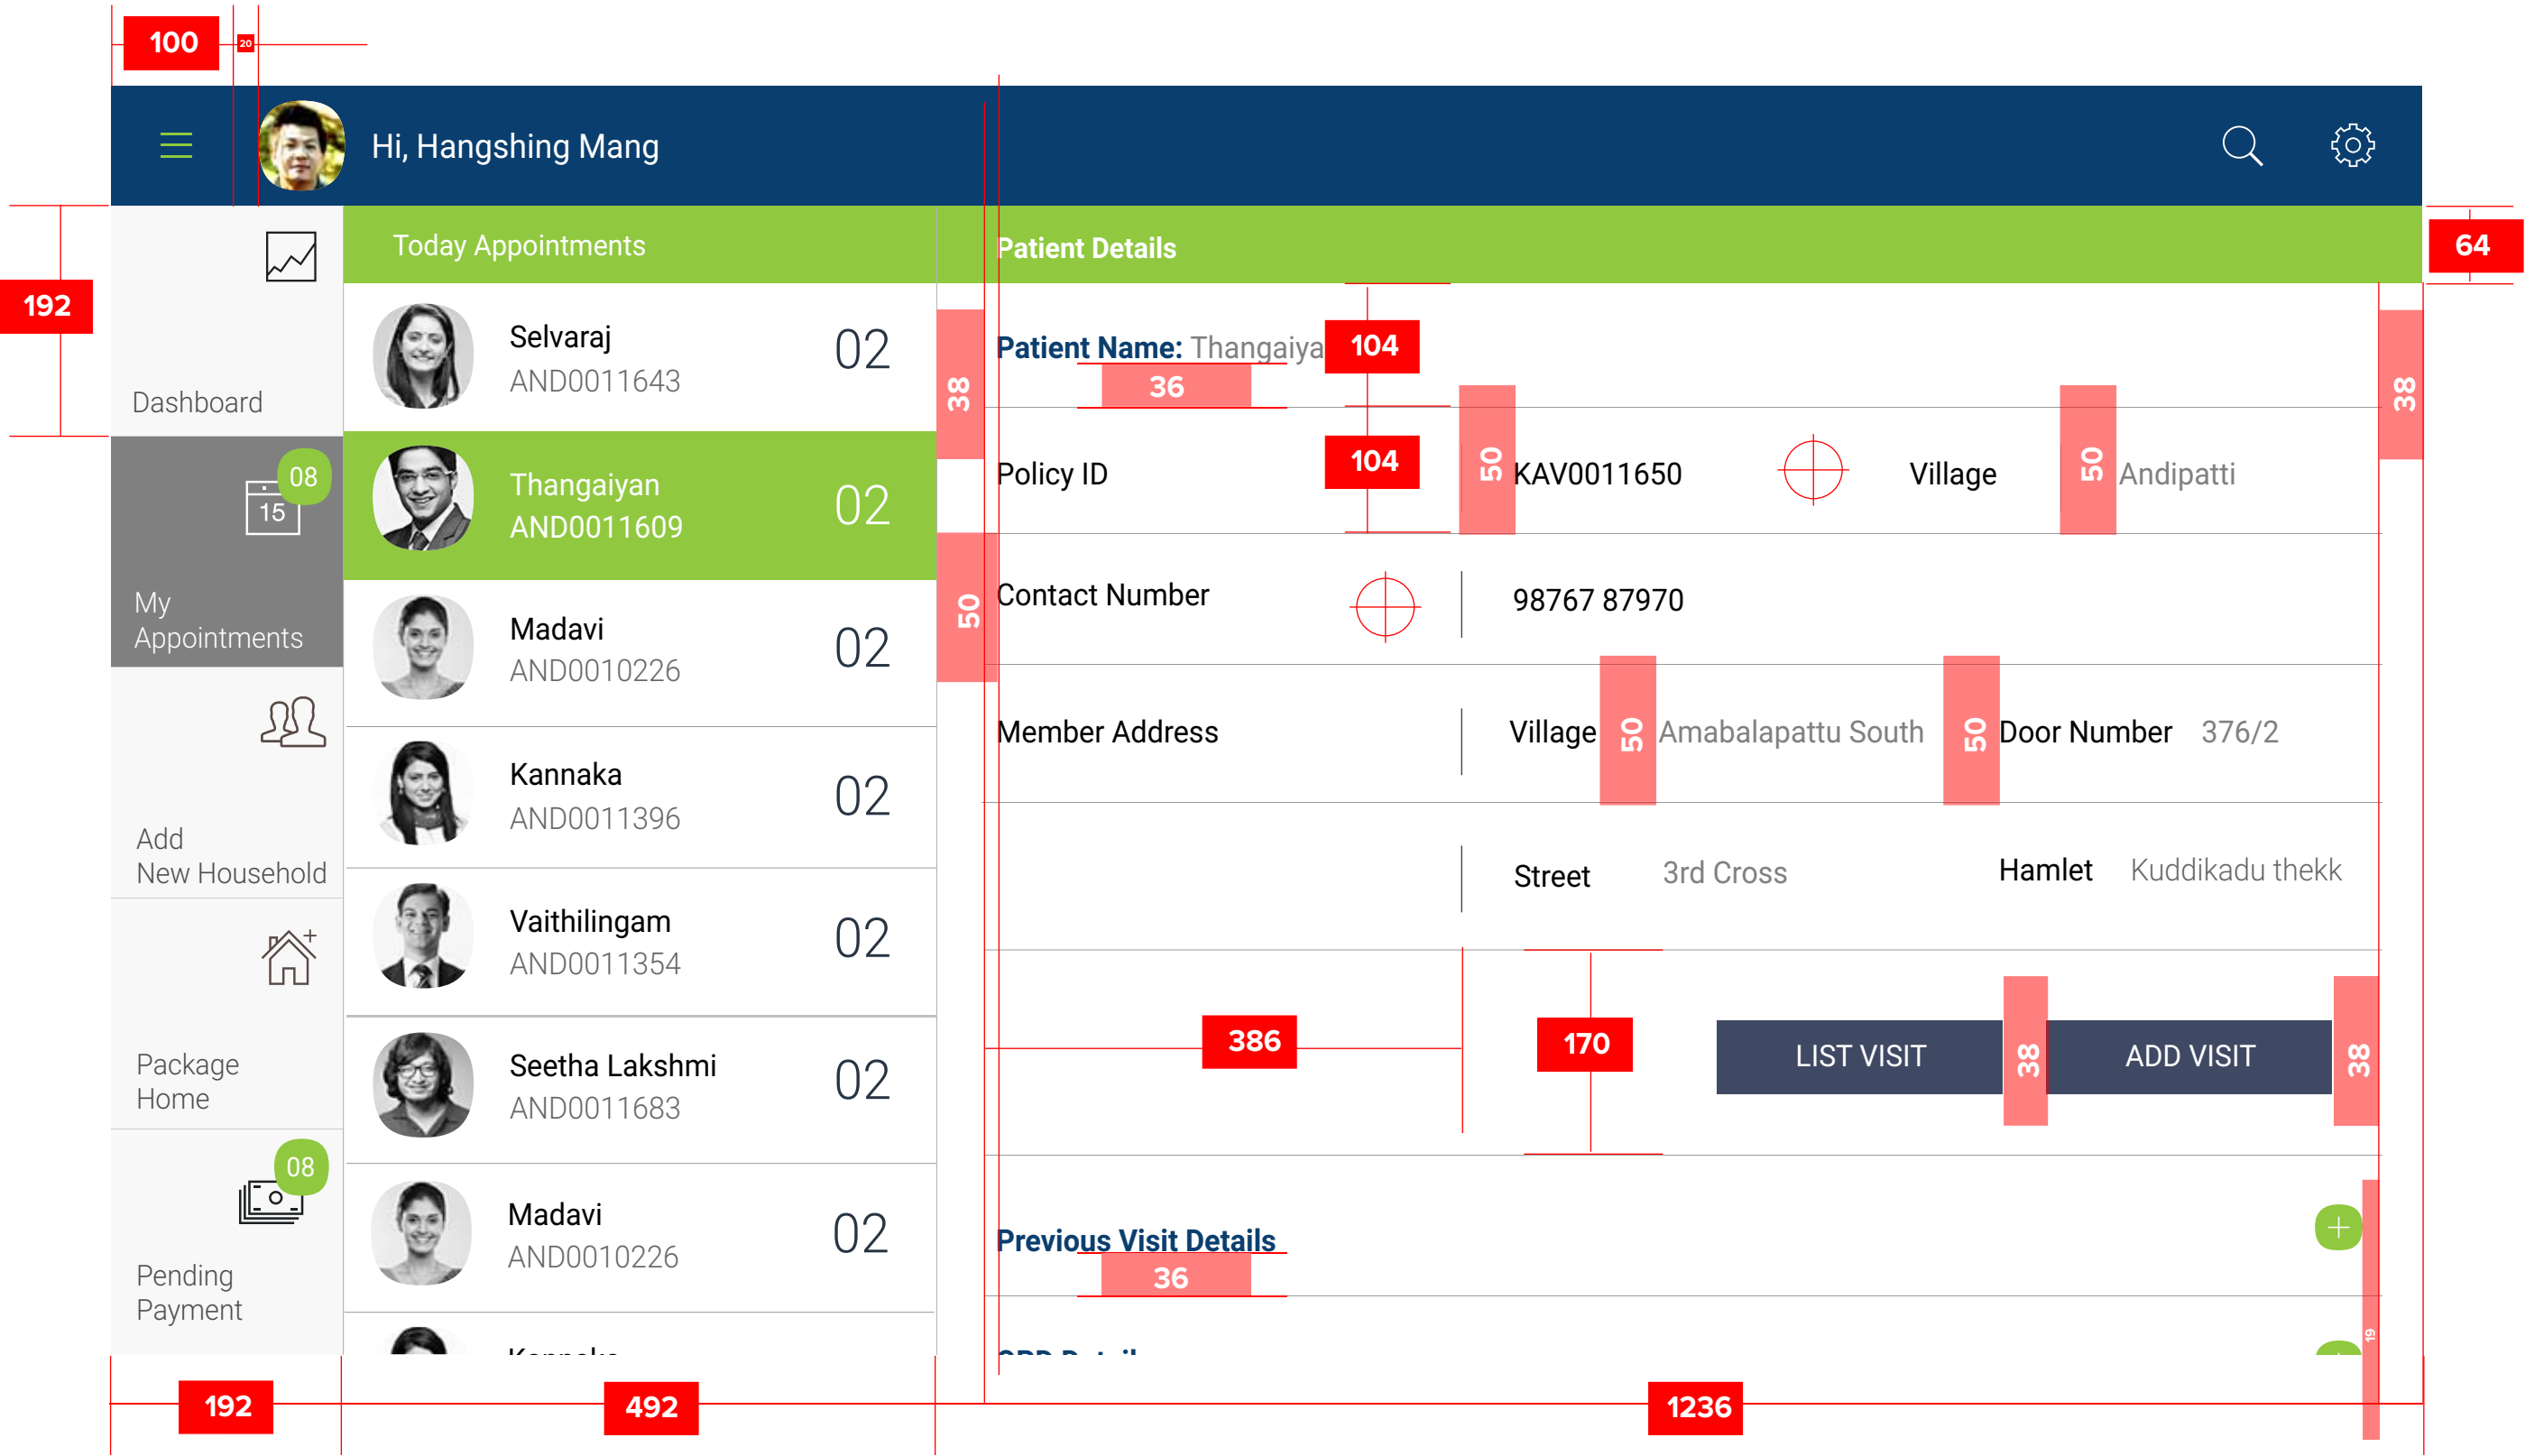 100
20
Hi, Hangshing Mang
Today Appointments
Patient Details
64
192
Dashboard
08
15
My
Appointments
Add
New Household
Package
Home
08
Pending
Payment
Selvaraj
AND0011643
02
Thangaiyan
AND0011609
02
Madavi
AND0010226
02
Kannaka
AND0011396
02
Vaithilingam
AND0011354
02
Seetha Lakshmi
AND0011683
02
Madavi
AND0010226
02
38
50
Patient Name: Thangaiya
104
36
38
Policy ID
104
50
KAV0011650
Village
50
Andipatti
Contact Number
98767 87970
Member Address
Village
50
Amabalapattu South
50
Door Number 376/2
Street
3rd Cross
Hamlet
Kuddikadu thekk
386
170
LIST VISIT
38
ADD VISIT
38
Previous Visit Details
36
19
192
492
1236